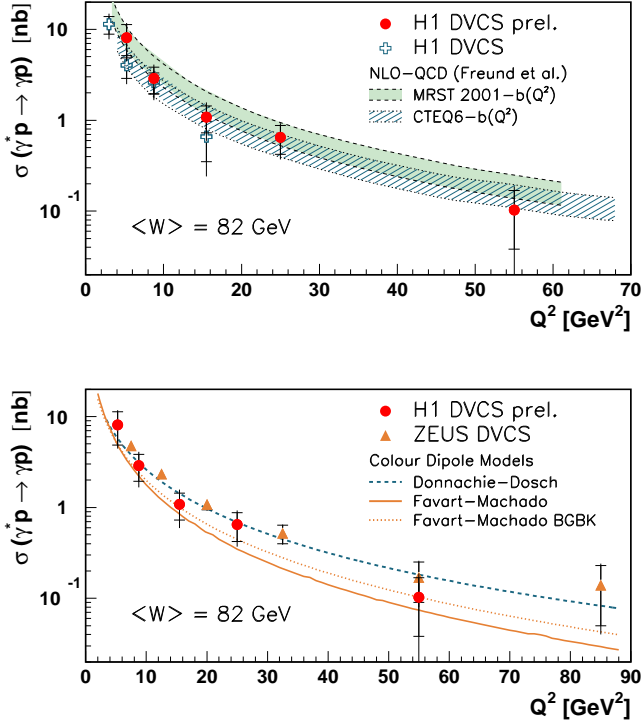 σ (γ* p → γp) [nb]
10
1
10⁻¹
H1 DVCS prel.
H1 DVCS
NLO-QCD (Freund et al.)
MRST 2001-b(Q²)
CTEQ6-b(Q²)
<W> = 82 GeV
0 10 20 30 40 50 60 70
Q² [GeV²]
σ (γ* p → γp) [nb]
10
1
10⁻¹
H1 DVCS prel.
ZEUS DVCS
Colour Dipole Models
Donnachie-Dosch
Favart-Machado
Favart-Machado BGBK
<W> = 82 GeV
0 10 20 30 40 50 60 70 80 90
Q² [GeV²]